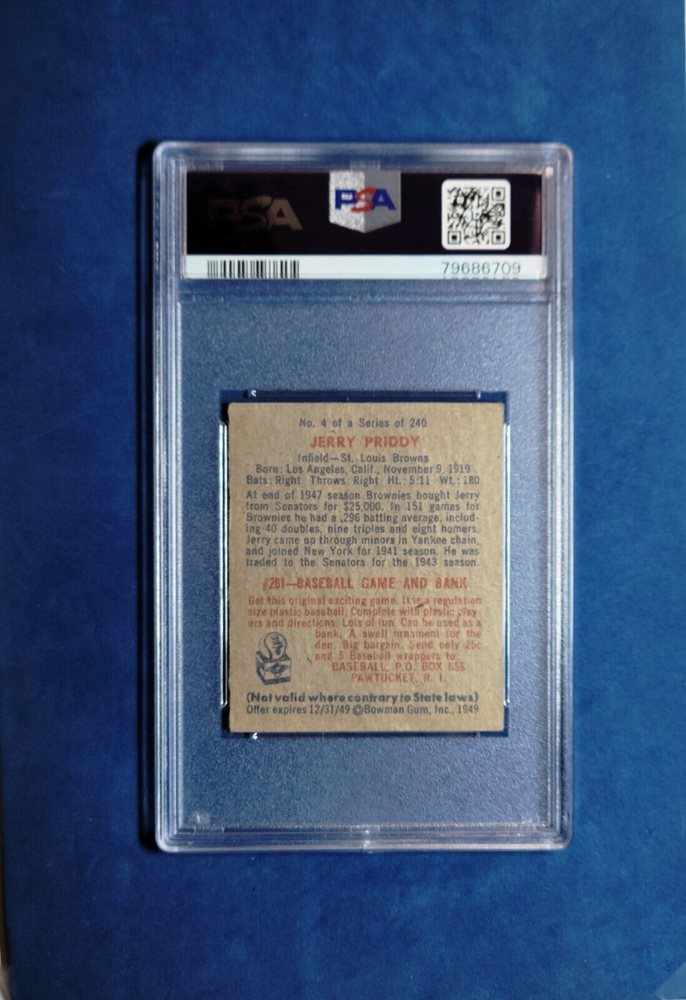 PSA
PSA
79686709
No. 4 of a Series of 240
JERRY PRIDDY
Infield—St. Louis Browns
Born: Los Angeles, Calif., November 9, 1919
Bats: Right Throws: Right Ht.: 5:11 Wt.: 180
At end of 1947 season Brownies bought Jerry
from Senators for $25,000. In 151 games for
Brownies he had a .296 batting average, includ-
ing 40 doubles, nine triples and eight homers.
Jerry came up through minors in Yankee chain,
and joined New York for 1941 season. He was
traded to the Senators for the 1943 season.
#201—BASEBALL GAME AND BANK
Get this original exciting game. It is a regulation
size plastic baseball. Complete with plastic play-
ers and directions. Lots of fun. Can be used as a
bank. A swell ornament for the
den. Big bargain. Send only 25c
and 5 Baseball wrappers to:
BASEBALL, P.O. BOX 658
PAWTUCKET, R. I.
(Not valid where contrary to State laws)
Offer expires 12/31/49 ©Bowman Gum, Inc., 1949